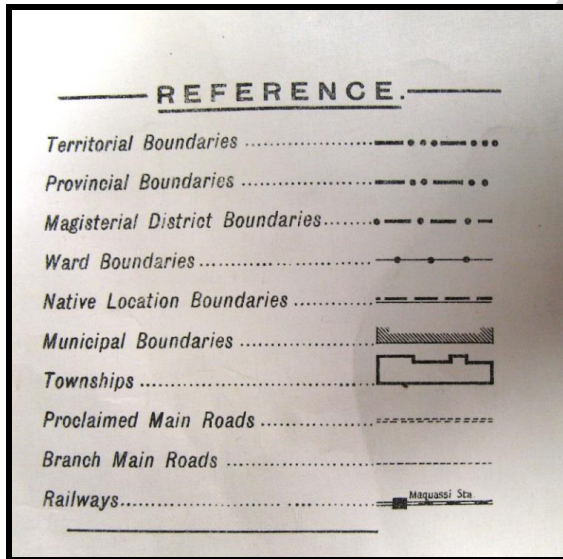 REFERENCE.
Territorial Boundaries
Provincial Boundaries
Magisterial District Boundaries
Ward Boundaries
Native Location Boundaries
Municipal Boundaries
Townships
Proclaimed Main Roads
Branch Main Roads
Railways Maquassi Sta